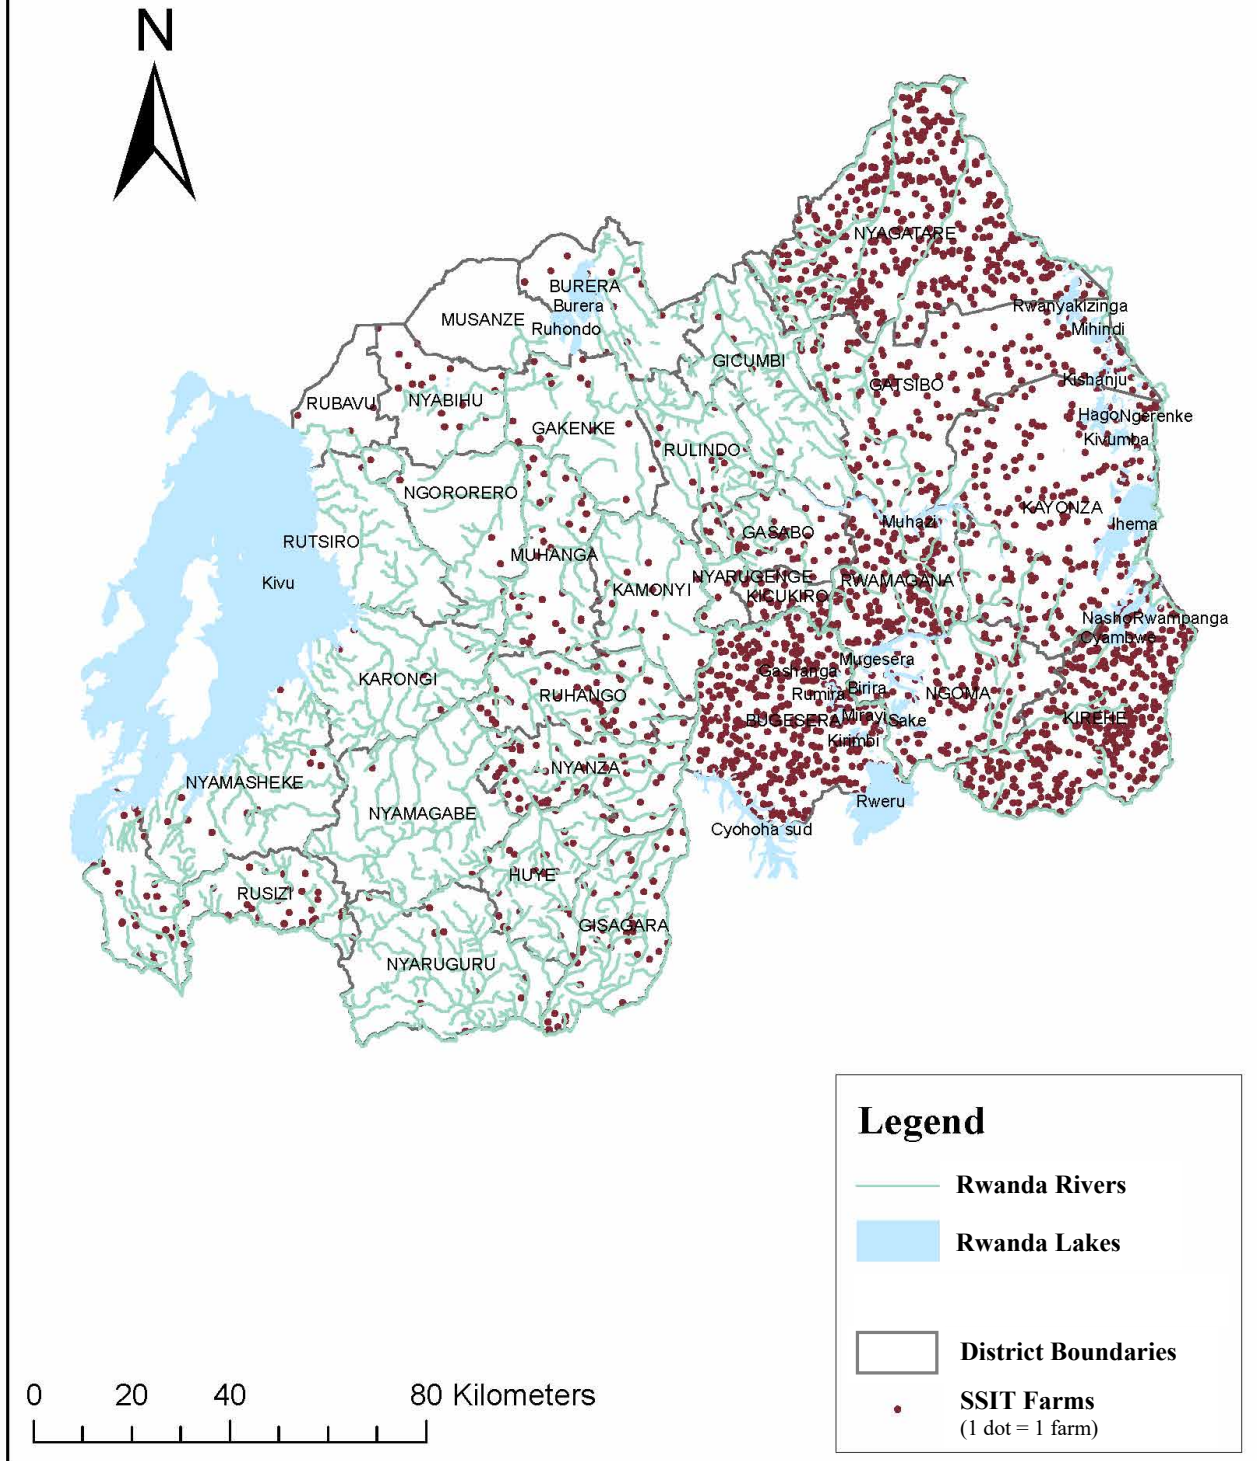 N
NYAGATARE
BURERA
Rwanyakizinga
Burera
MUSANZE
Ruhondo
Mihindi
GICUMBI
Kishanju
GATSIBO
RUBAVU
NYABIHU
Hago
Ngerenke
GAKENKE
Kivumba
RULINDO
NGORORERO
KAYONZA
Muhazi
Ihema
GASABO
RUTSIRO
MUHANGA
NYARUGENGE
RWAMAGANA
Kivu
KAMONYI
KICUKIRO
Nasho
Rwampanga
Cyambwe
Mugesera
Gashanga
KARONGI
Birira
RUHANGO
Rumira
NGOMA
Mirayi
KIREHE
BUGESERA
Sake
Kirimbi
NYANZA
NYAMASHEKE
Rweru
NYAMAGABE
Cyohoha sud
HUYE
RUSIZI
GISAGARA
NYARUGURU
Legend
Rwanda Rivers
Rwanda Lakes
District Boundaries
SSIT Farms
(1 dot = 1 farm)
0 20 40 80 Kilometers